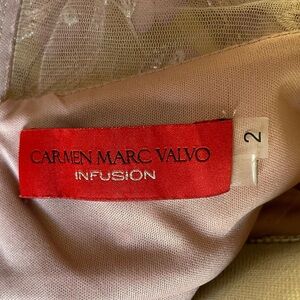 CARMEN MARC VALVO
INFUSION
2